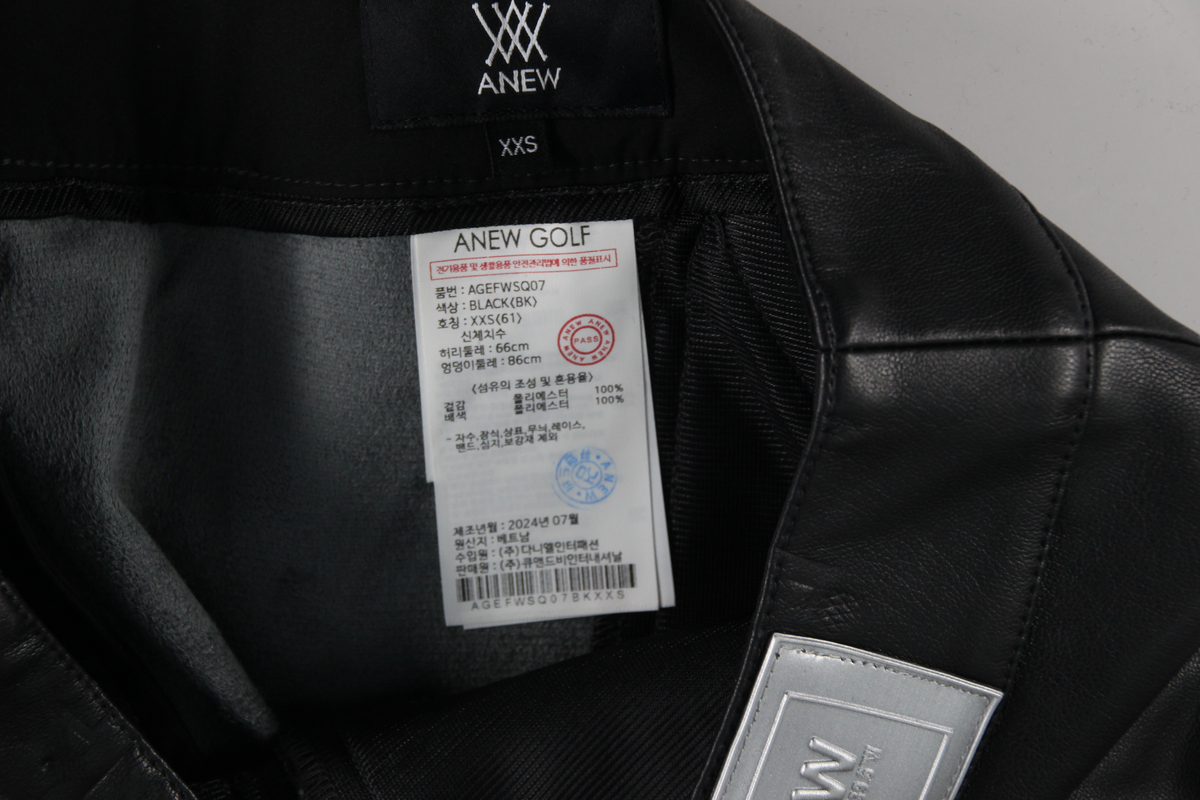 ANEW
XXS
ANEW GOLF
전기용품 및 생활용품 안전관리법에 의한 품질표시
품번 : AGEFWSQ07
색상 : BLACK(BK)
호칭 : XXS(61)
신체치수
허리둘레 : 66cm
엉덩이둘레 : 86cm
ANEW ANEW
PASS
<섬유의 조성 및 혼용율>
겉감 폴리에스터 100%
배색 폴리에스터 100%
- 자수,장식,상표,무늬,레이스,
밴드,심지,보강재 제외
ANEW
제조년월 : 2024년 07월
원산지 : 베트남
수입원 : (주)다니엘인터패션
판매원 : (주)큐앤드비인터내셔날
AGEFWSQ07BKXXS